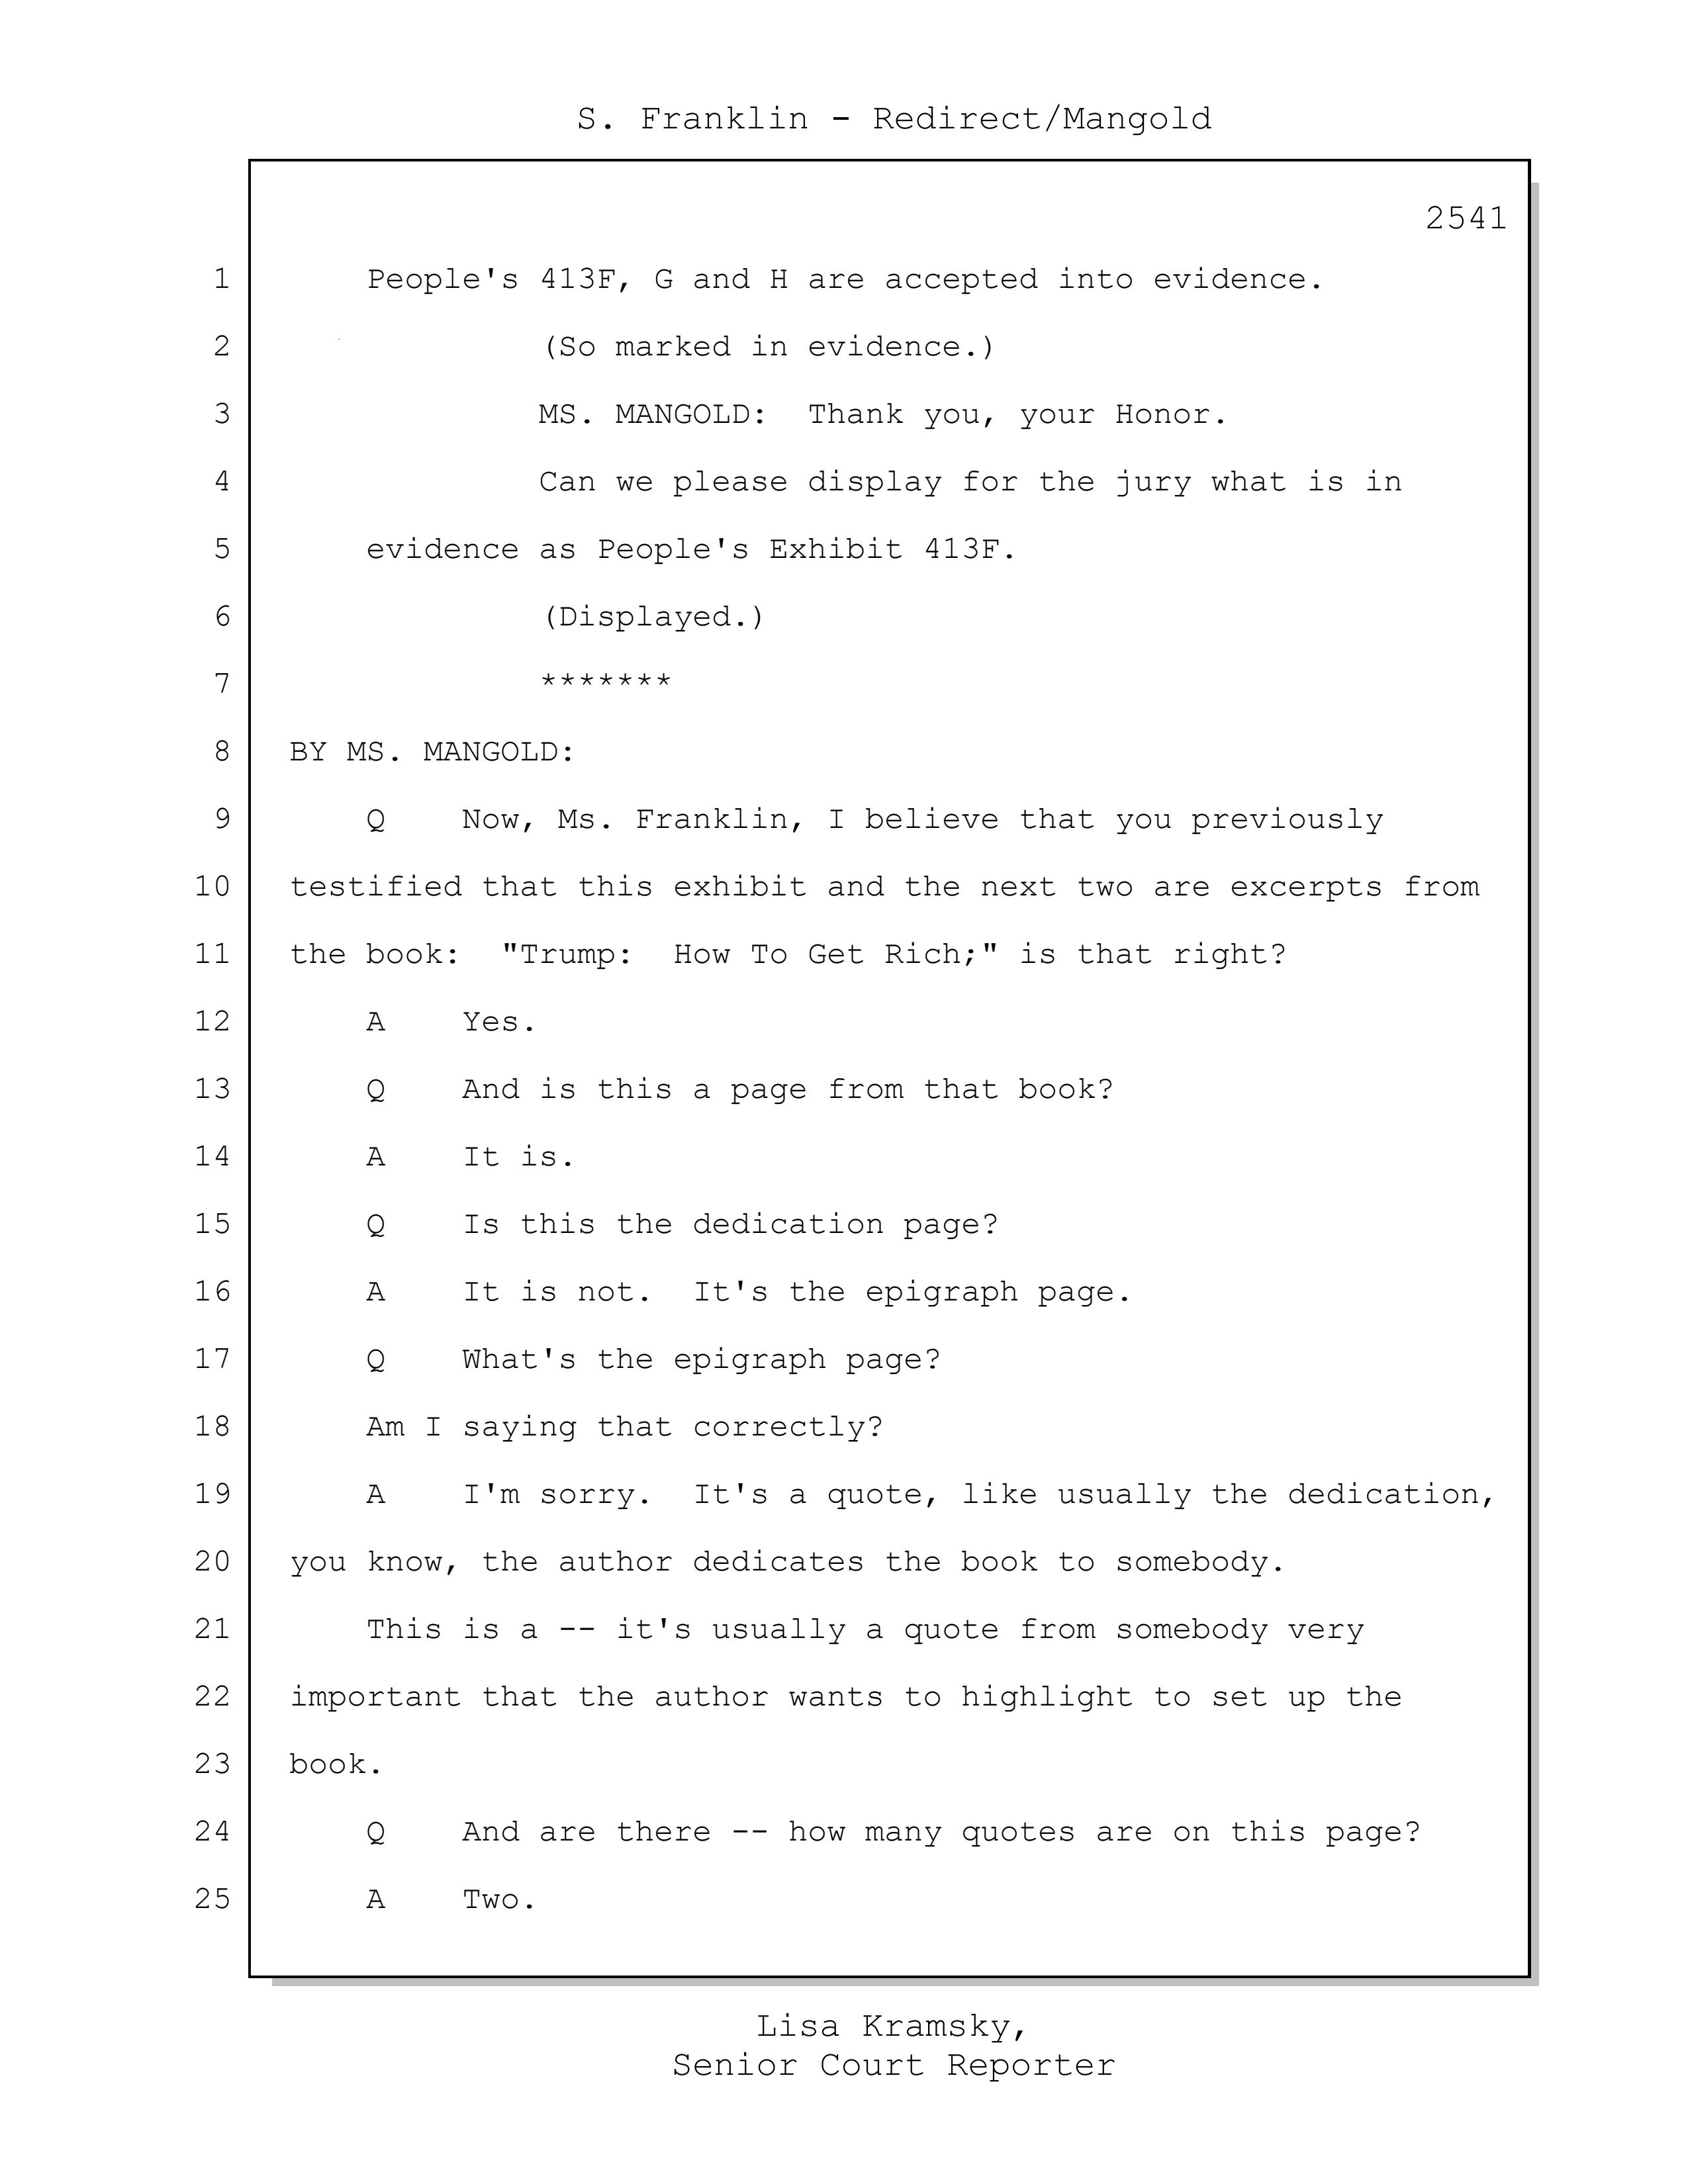 S. Franklin - Redirect/Mangold
2541
1 People's 413F, G and H are accepted into evidence.
2 (So marked in evidence.)
3 MS. MANGOLD: Thank you, your Honor.
4 Can we please display for the jury what is in
5 evidence as People's Exhibit 413F.
6 (Displayed.)
7 *******
8 BY MS. MANGOLD:
9 Q Now, Ms. Franklin, I believe that you previously
10 testified that this exhibit and the next two are excerpts from
11 the book: "Trump: How To Get Rich;" is that right?
12 A Yes.
13 Q And is this a page from that book?
14 A It is.
15 Q Is this the dedication page?
16 A It is not. It's the epigraph page.
17 Q What's the epigraph page?
18 Am I saying that correctly?
19 A I'm sorry. It's a quote, like usually the dedication,
20 you know, the author dedicates the book to somebody.
21 This is a -- it's usually a quote from somebody very
22 important that the author wants to highlight to set up the
23 book.
24 Q And are there -- how many quotes are on this page?
25 A Two.
Lisa Kramsky,
Senior Court Reporter